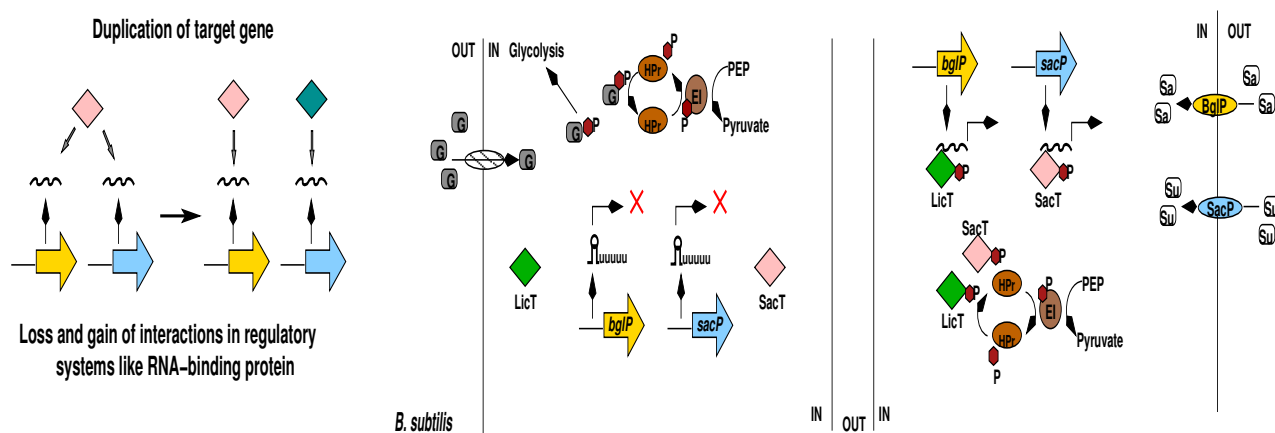 Duplication of target gene
Loss and gain of interactions in regulatory
systems like RNA–binding protein
OUT
IN
Glycolysis
P
P
HPr
G
PEP
EI
G
P
HPr
P
Pyruvate
G
G
G
G
uuuuu
uuuuu
LicT
SacT
bglP
sacP
B. subtilis
IN
OUT
IN
bglP
sacP
P
P
LicT
SacT
SacT
P
P
LicT
HPr
P
PEP
EI
HPr
P
Pyruvate
IN
OUT
Sa
Sa
Sa
BglP
Sa
Su
Su
SacP
Su
Su